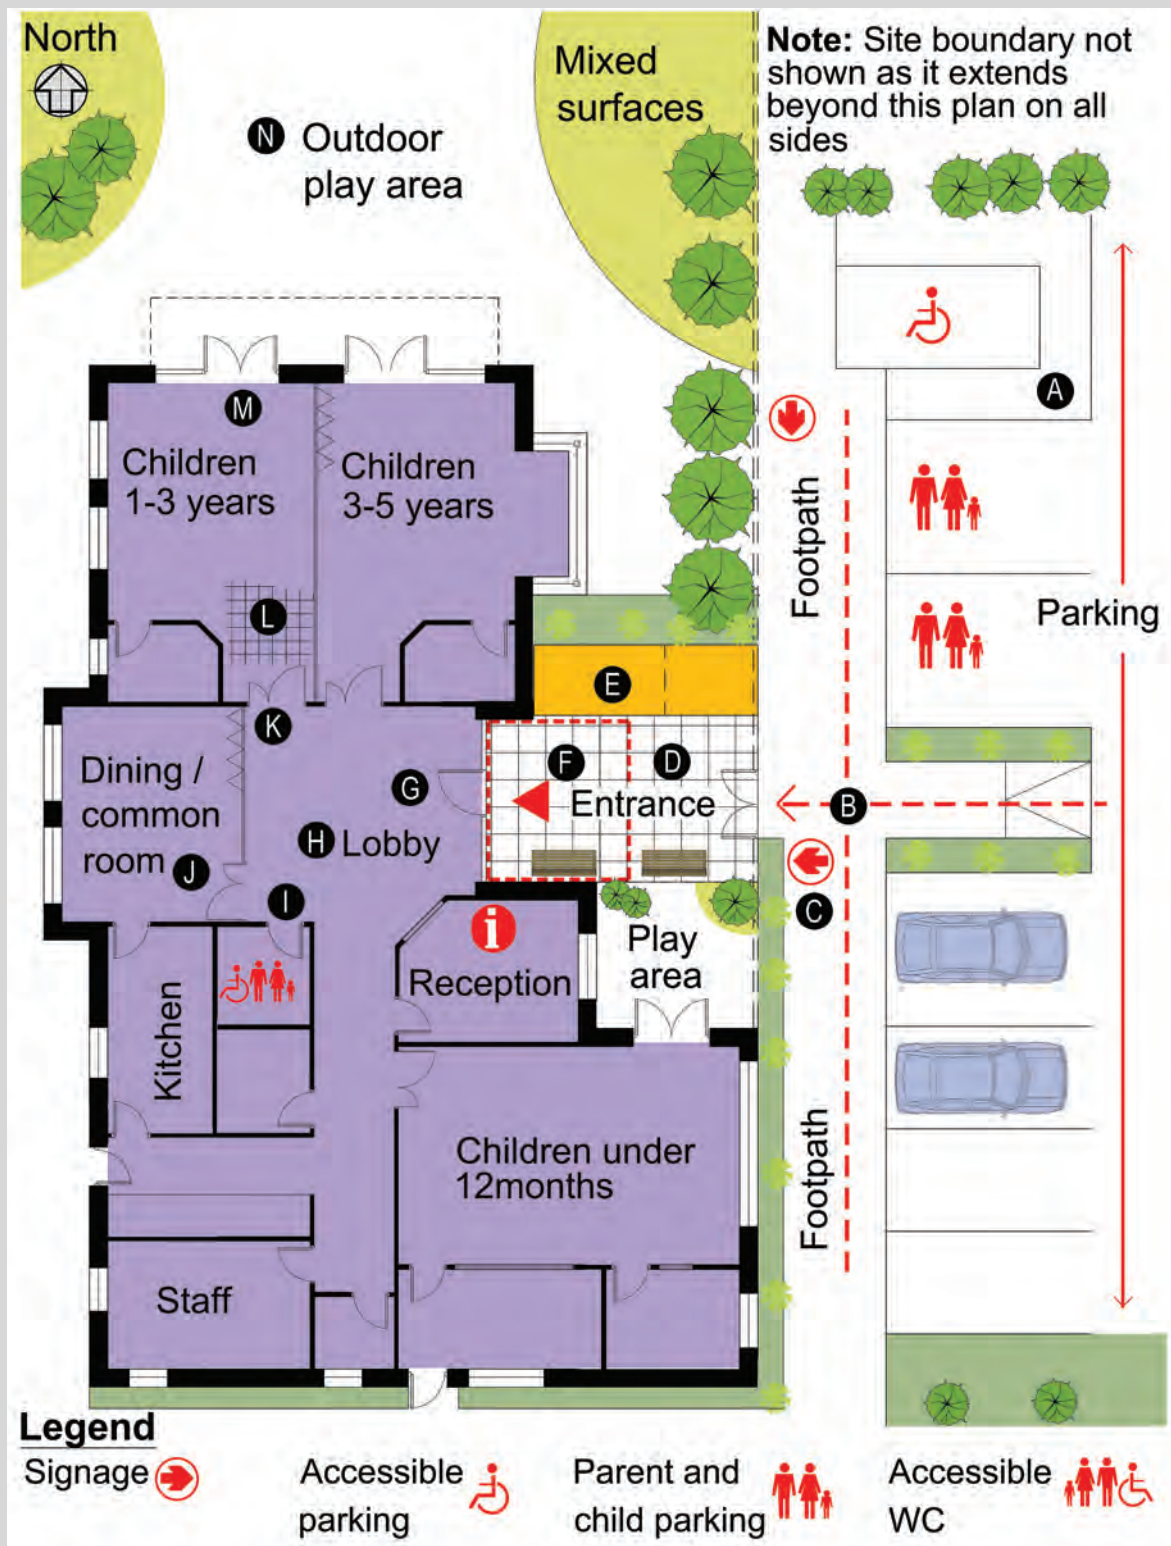 North
N Outdoor
play area
Mixed
surfaces
Note: Site boundary not
shown as it extends
beyond this plan on all
sides
A
M
Children
1-3 years
Children
3-5 years
Footpath
Parking
L
E
K
Dining /
common
room
J
G
H Lobby
I
F
D
Entrance
B
C
i
Reception
Play
area
Kitchen
Children under
12months
Footpath
Staff
Legend
Signage
Accessible
parking
Parent and
child parking
Accessible
WC